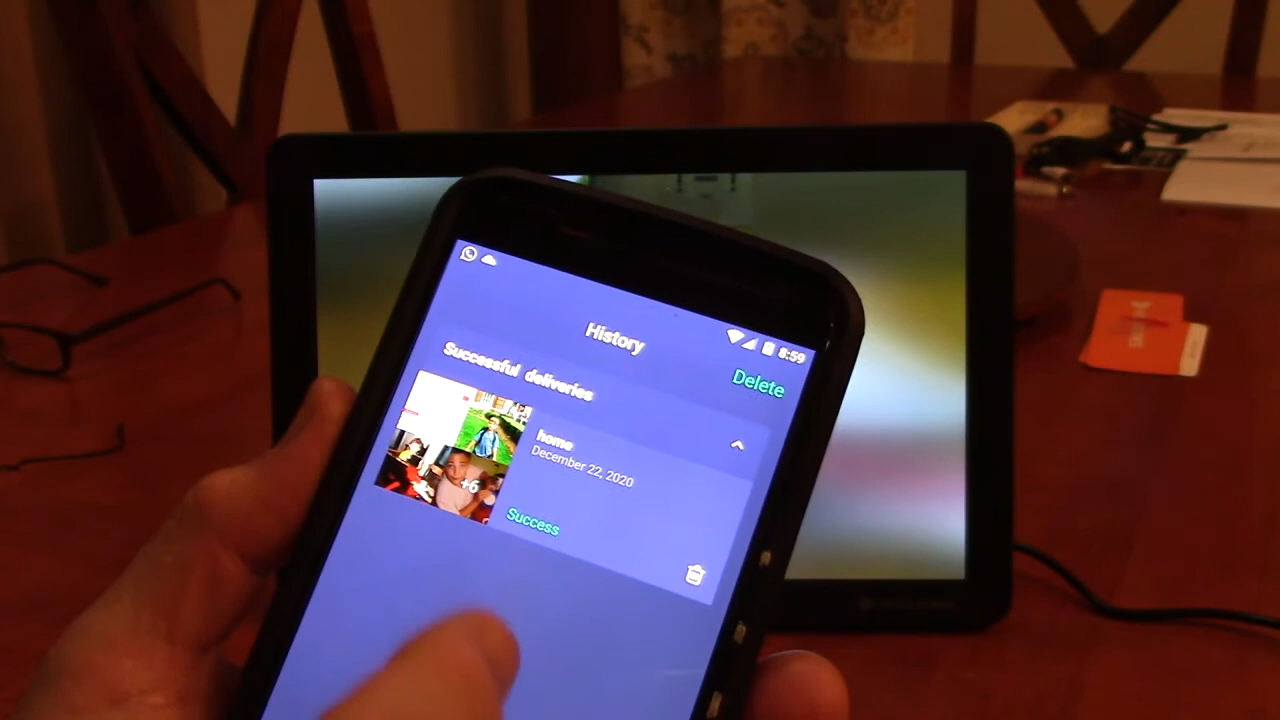 8:59
History
Delete
Successful deliveries
home
December 22, 2020
+6
Success